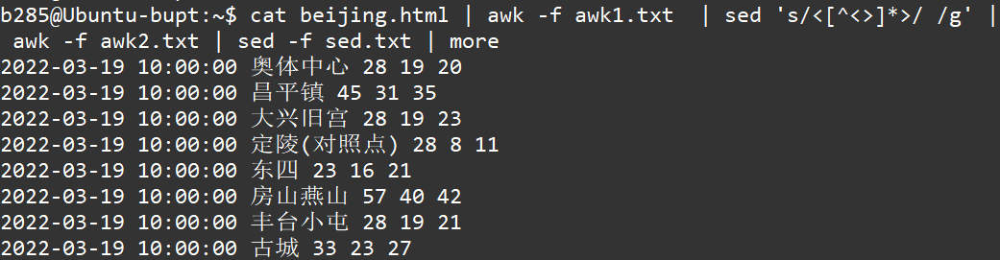 b285@Ubuntu-bupt:~$ cat beijing.html | awk -f awk1.txt  | sed 's/<[^<>]*>/ /g' |
 awk -f awk2.txt | sed -f sed.txt | more
2022-03-19 10:00:00 奥体中心 28 19 20
2022-03-19 10:00:00 昌平镇 45 31 35
2022-03-19 10:00:00 大兴旧宫 28 19 23
2022-03-19 10:00:00 定陵(对照点) 28 8 11
2022-03-19 10:00:00 东四 23 16 21
2022-03-19 10:00:00 房山燕山 57 40 42
2022-03-19 10:00:00 丰台小屯 28 19 21
2022-03-19 10:00:00 古城 33 23 27